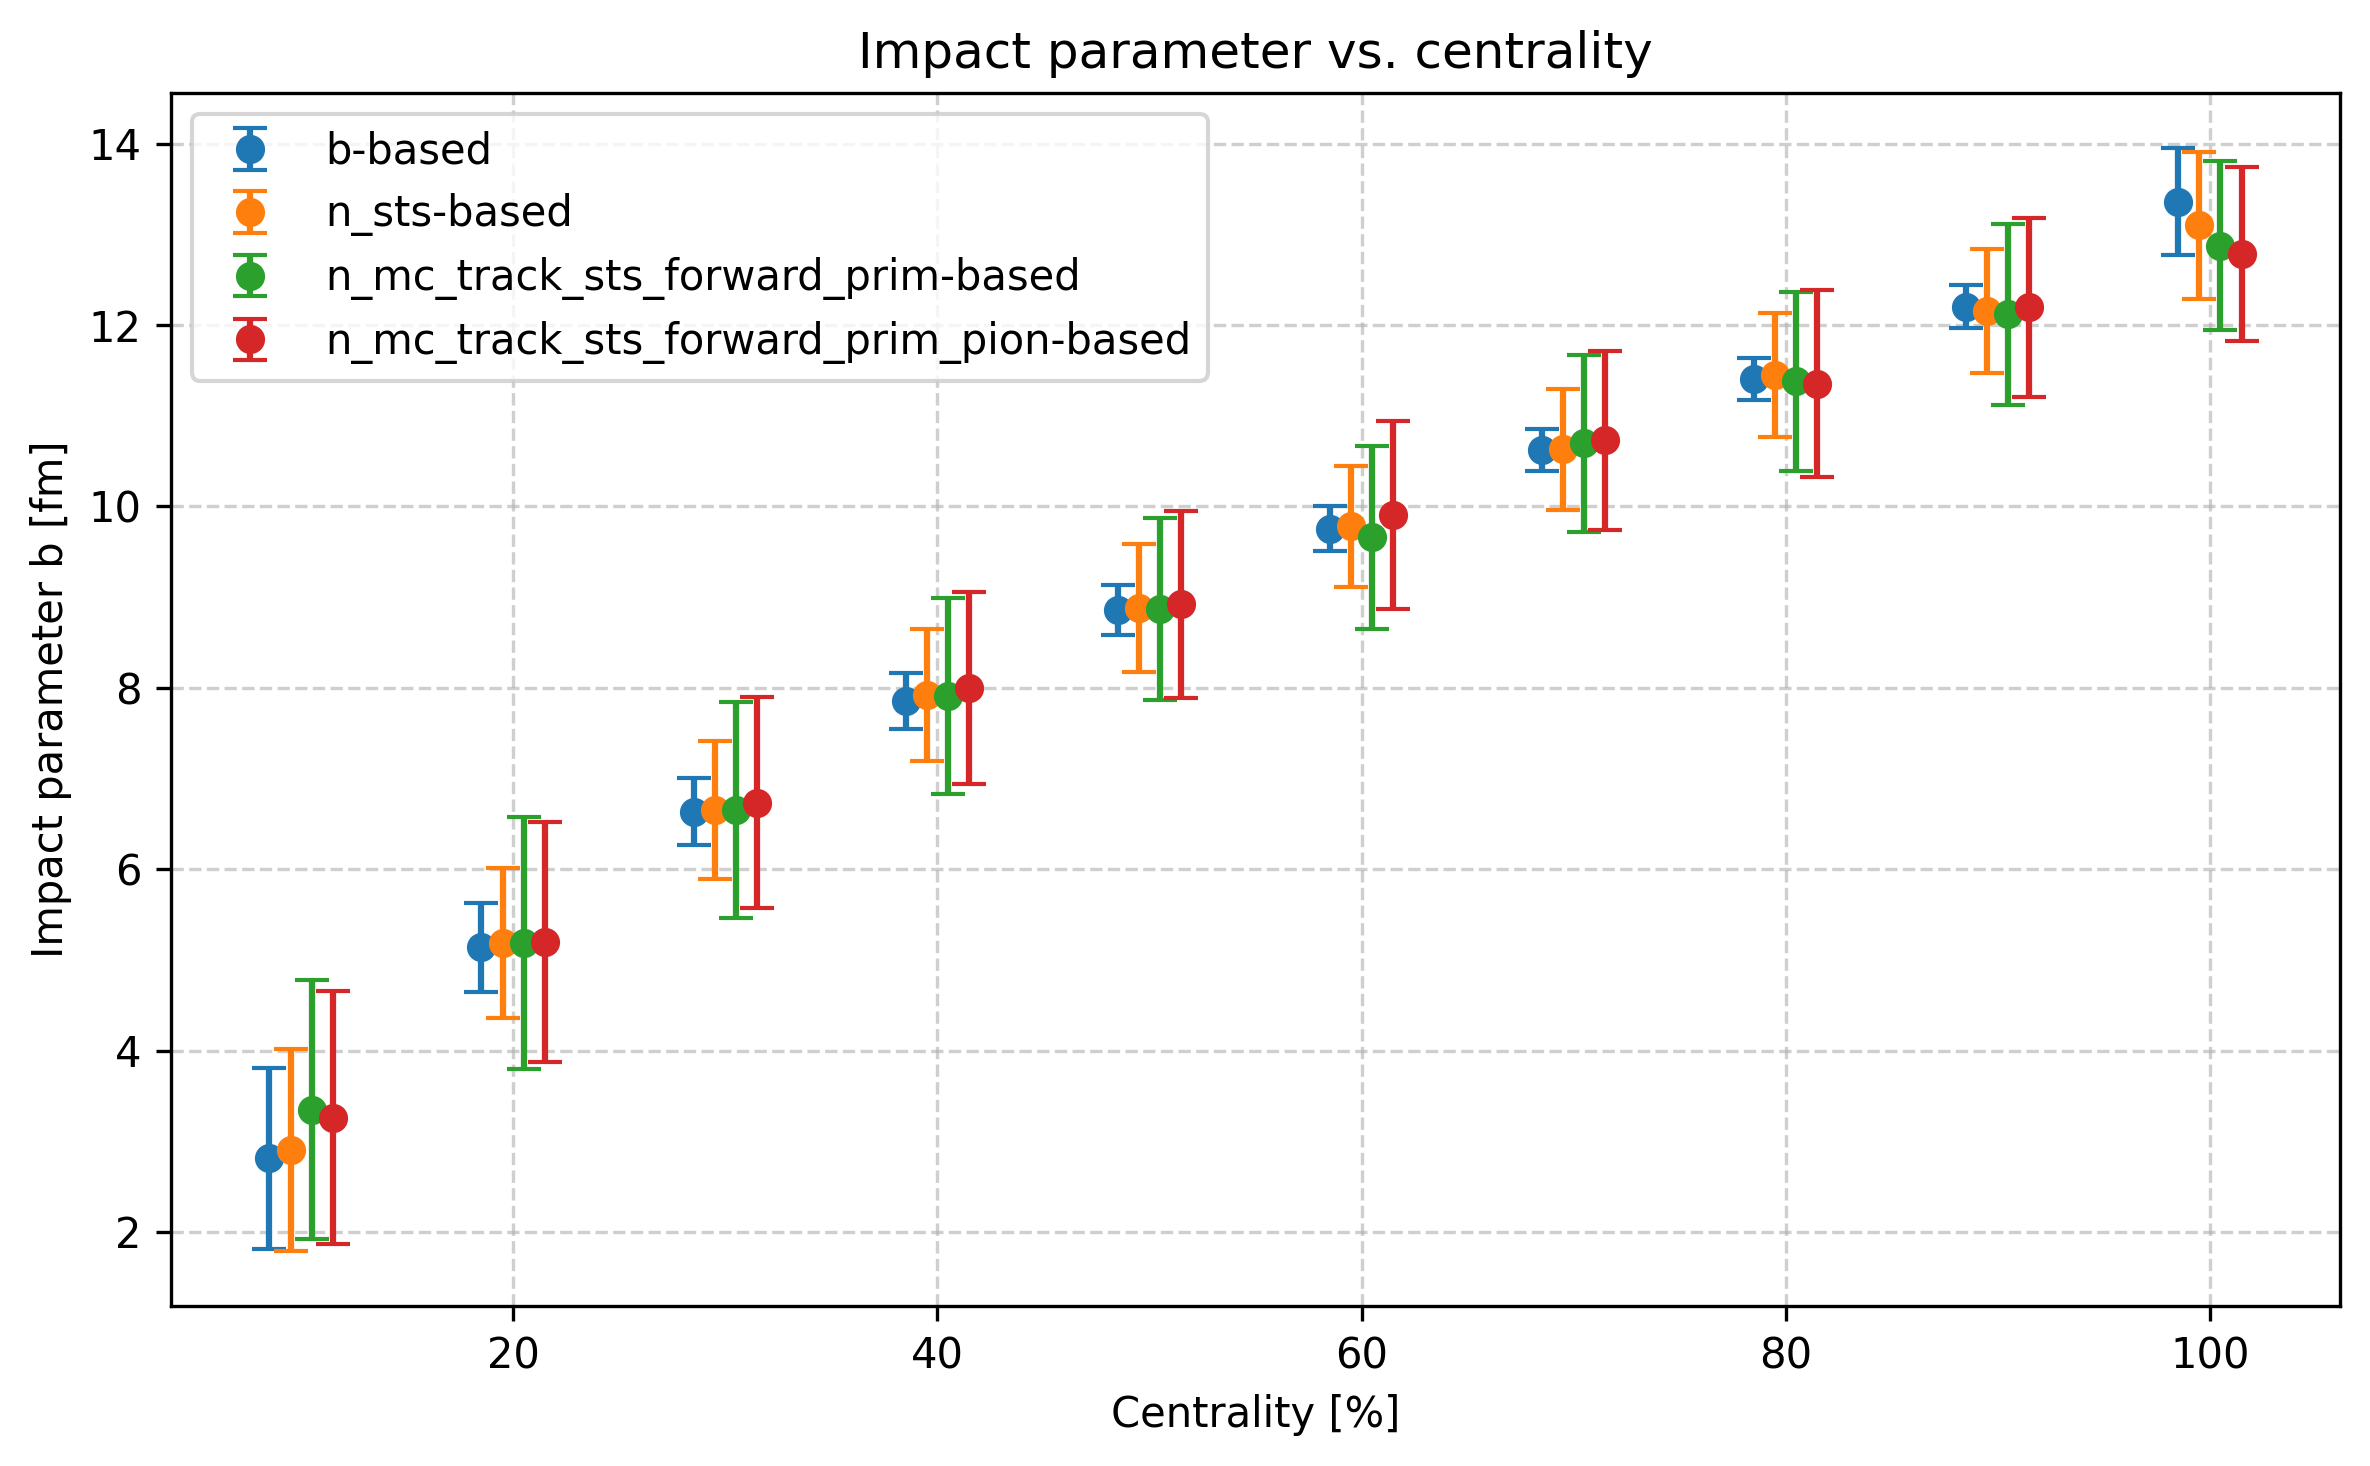 Impact parameter vs. centrality
b-based
n_sts-based
n_mc_track_sts_forward_prim-based
n_mc_track_sts_forward_prim_pion-based
Impact parameter b [fm]
14
12
10
8
6
4
2
20 40 60 80 100
Centrality [%]